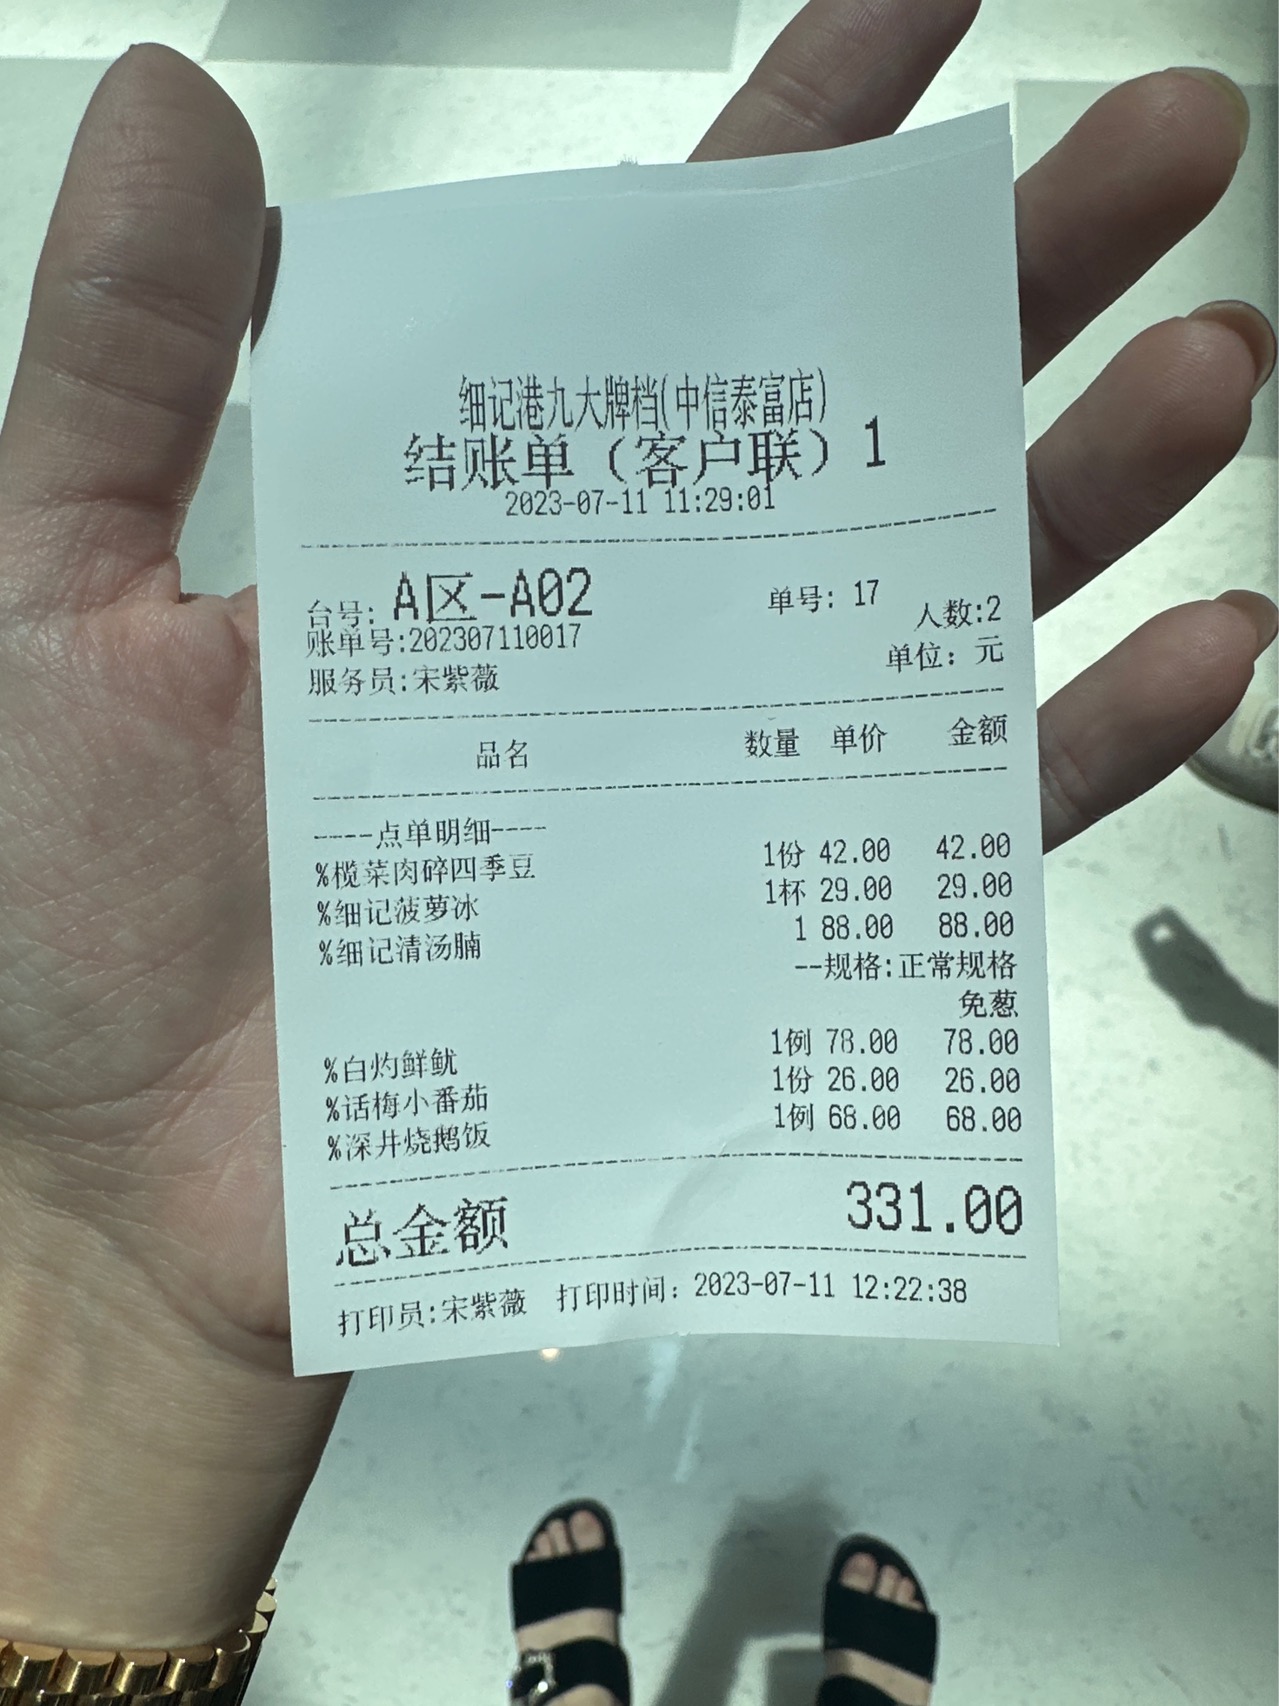 细记港九大牌档(中信泰富店)
结账单（客户联）1
2023-07-11 11:29:01
台号: A区-A02 单号: 17 人数:2
账单号:202307110017
服务员:宋紫薇 单位: 元
品名 数量 单价 金额
----点单明细----
%榄菜肉碎四季豆 1份 42.00 42.00
%细记菠萝冰 1杯 29.00 29.00
%细记清汤腩 1 88.00 88.00
--规格:正常规格
免葱
%白灼鲜鱿 1例 78.00 78.00
%话梅小番茄 1份 26.00 26.00
%深井烧鹅饭 1例 68.00 68.00
总金额 331.00
打印员:宋紫薇 打印时间: 2023-07-11 12:22:38